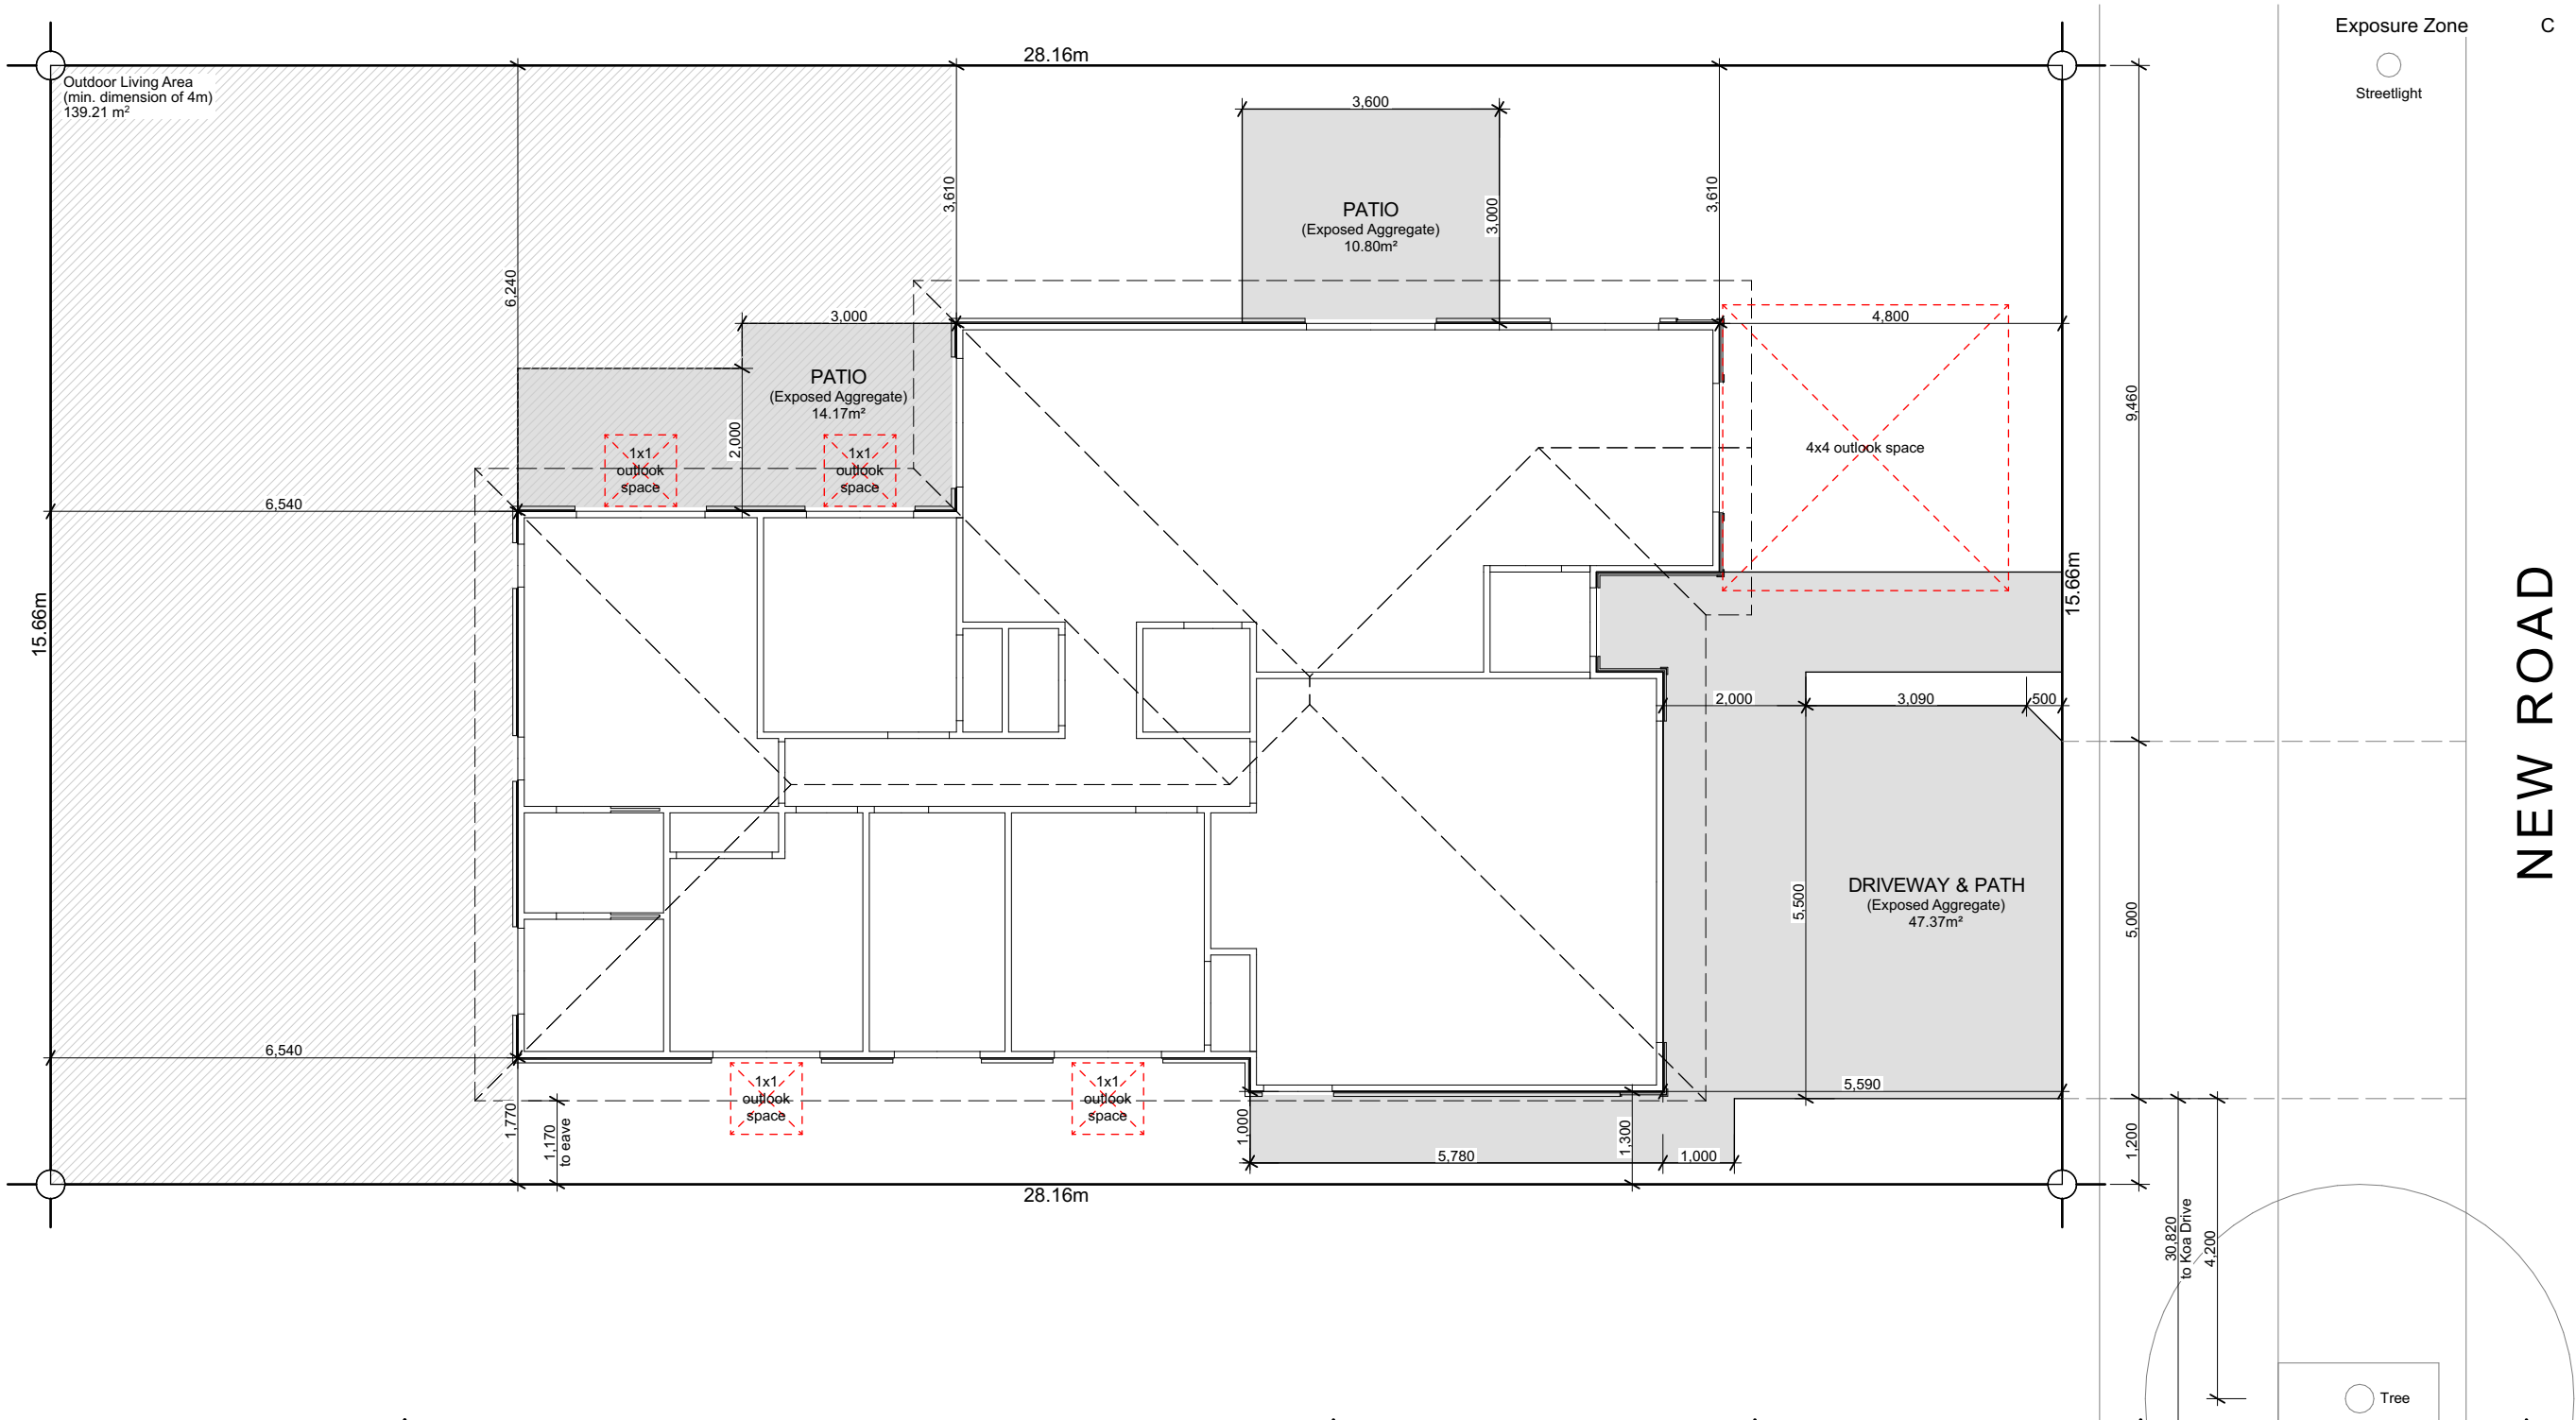 Exposure Zone C
Streetlight
28.16m
Outdoor Living Area
(min. dimension of 4m)
139.21 m²
3,600
3,610
3,610
PATIO
(Exposed Aggregate)
10.80m²
3,000
6,240
3,000
4,800
PATIO
(Exposed Aggregate)
14.17m²
2,000
9,460
1x1
outlook
space
1x1
outlook
space
4x4 outlook space
6,540
15.66m
15.66m
NEW ROAD
2,000
3,090
500
DRIVEWAY & PATH
(Exposed Aggregate)
47.37m²
5,500
5,000
6,540
1x1
outlook
space
1x1
outlook
space
5,590
1,770
1,170
to eave
1,000
1,300
1,200
5,780
1,000
28.16m
30,820
to Koa Drive
4,200
Tree